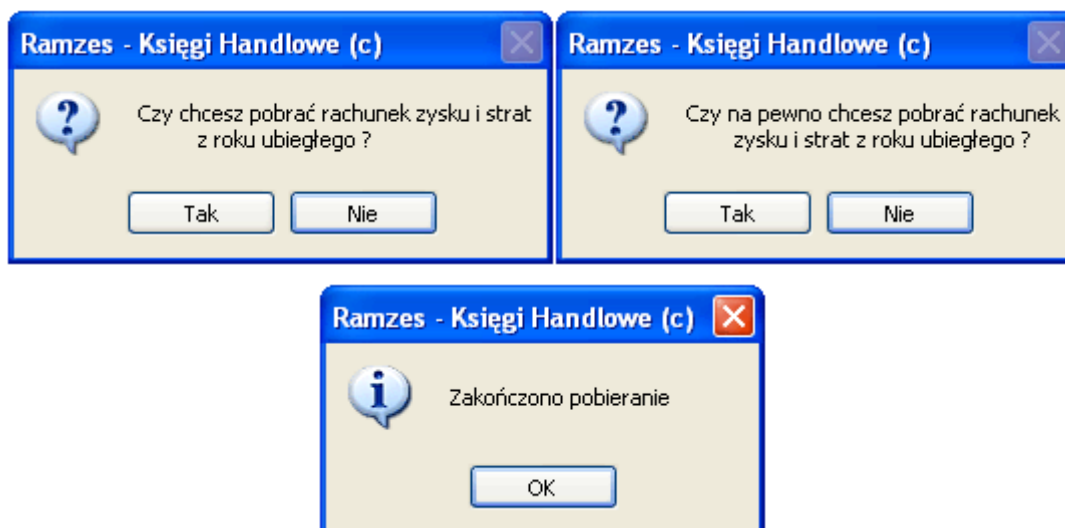 Ramzes - Księgi Handlowe (c)
Czy chcesz pobrać rachunek zysku i strat
z roku ubiegłego ?
Tak
Nie
Ramzes - Księgi Handlowe (c)
Czy na pewno chcesz pobrać rachunek
zysku i strat z roku ubiegłego ?
Tak
Nie
Ramzes - Księgi Handlowe (c)
Zakończono pobieranie
OK